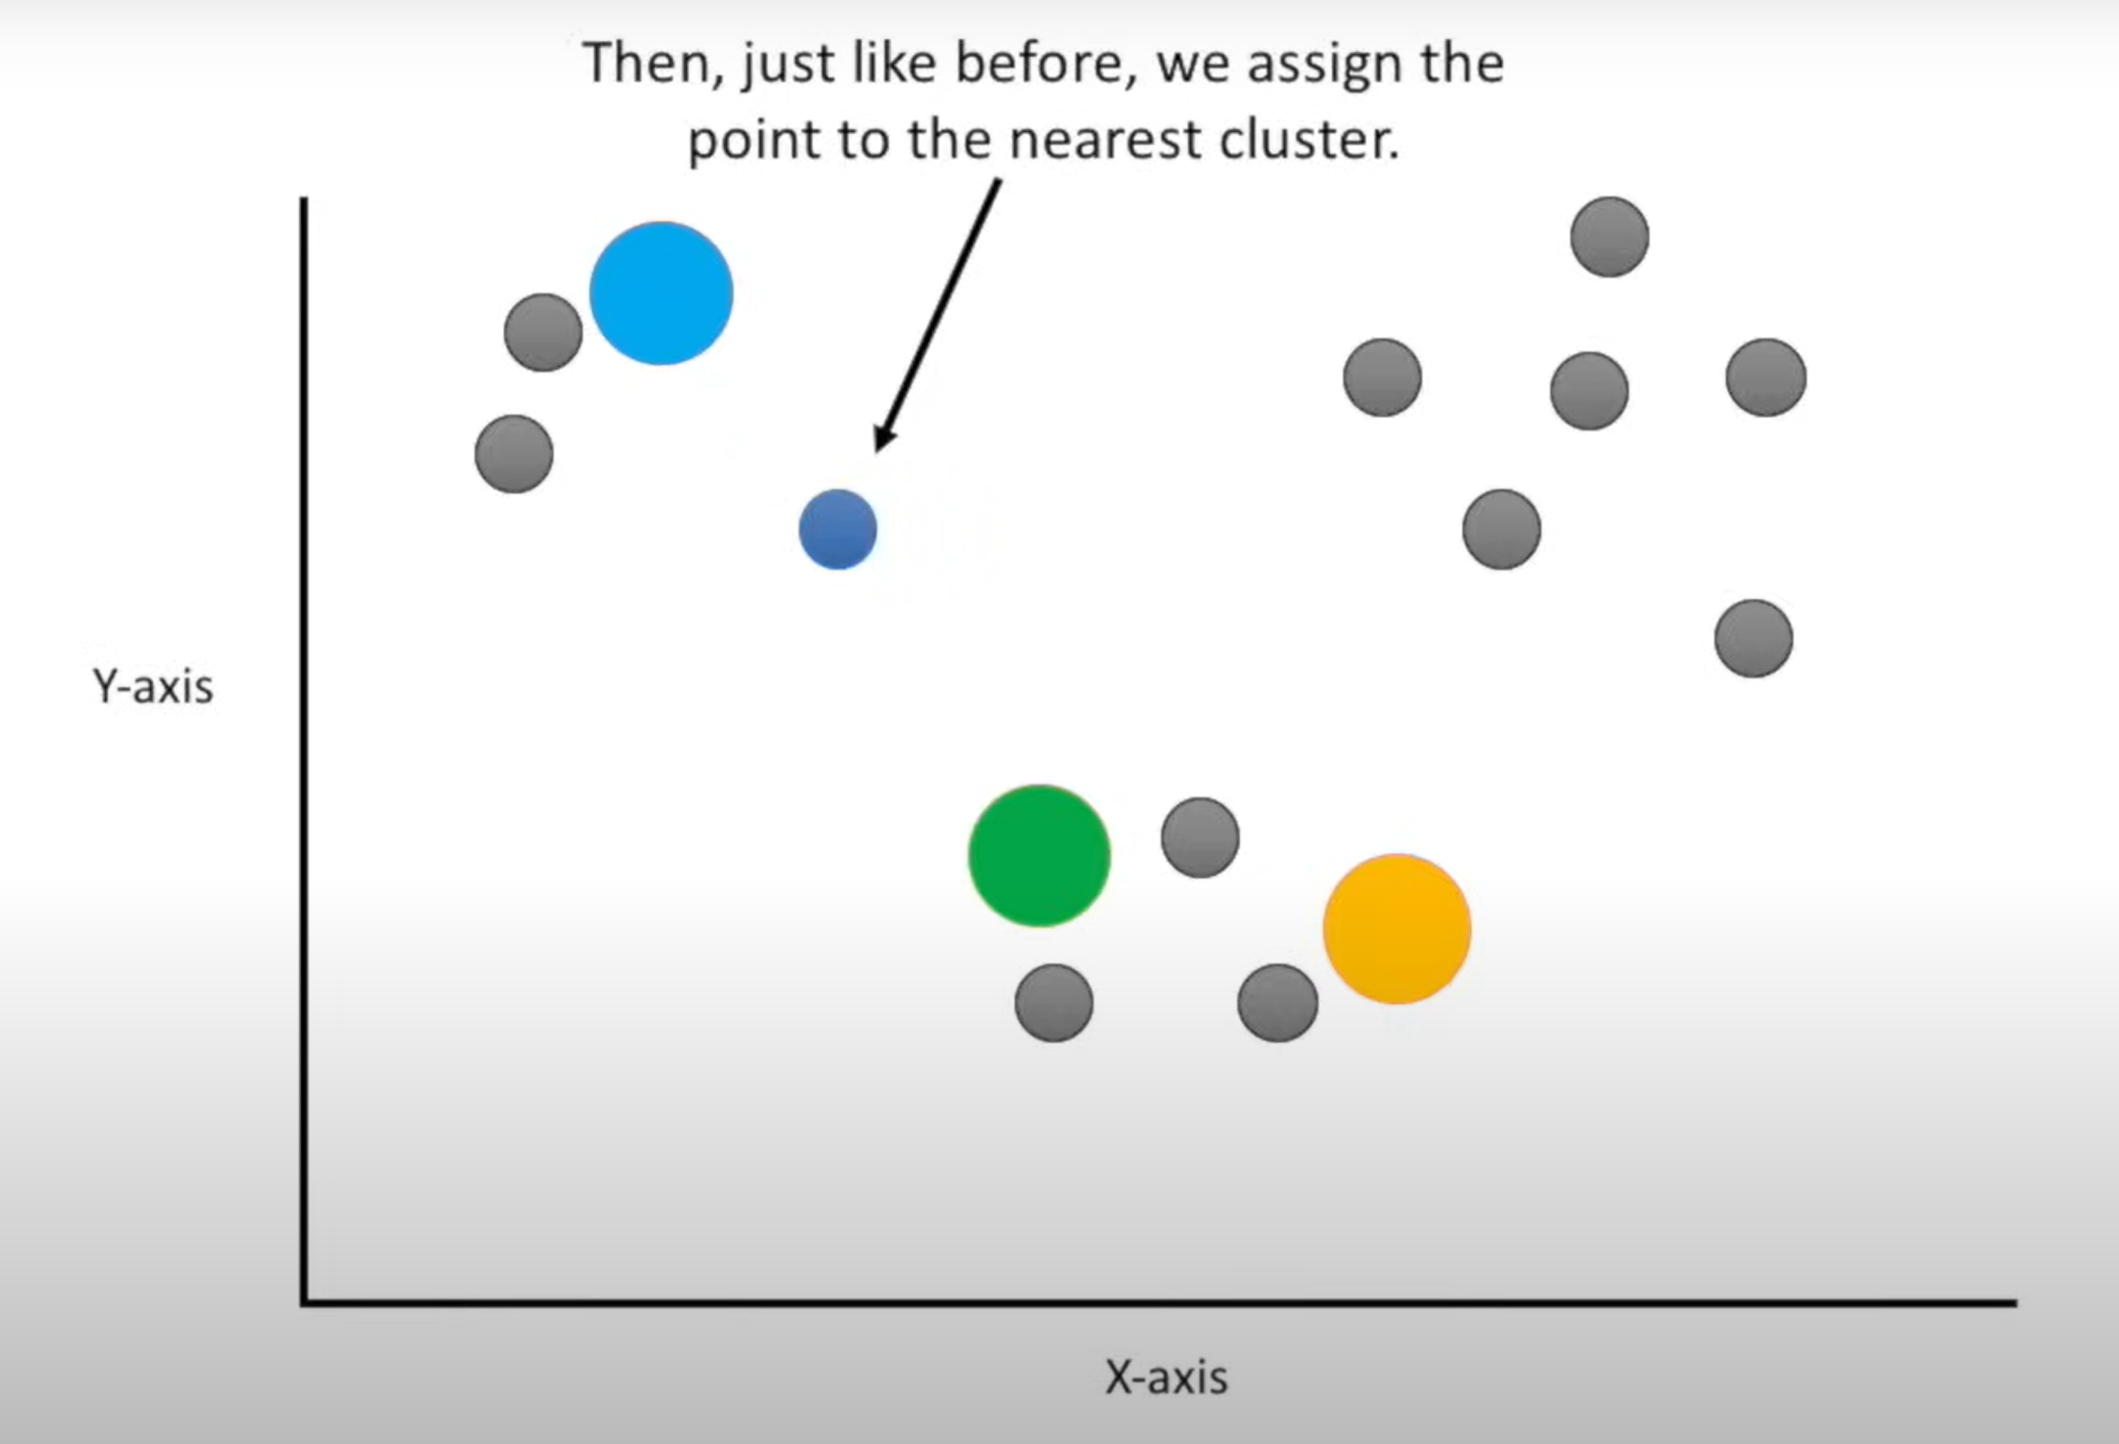 Then, just like before, we assign the
point to the nearest cluster.
Y-axis
X-axis